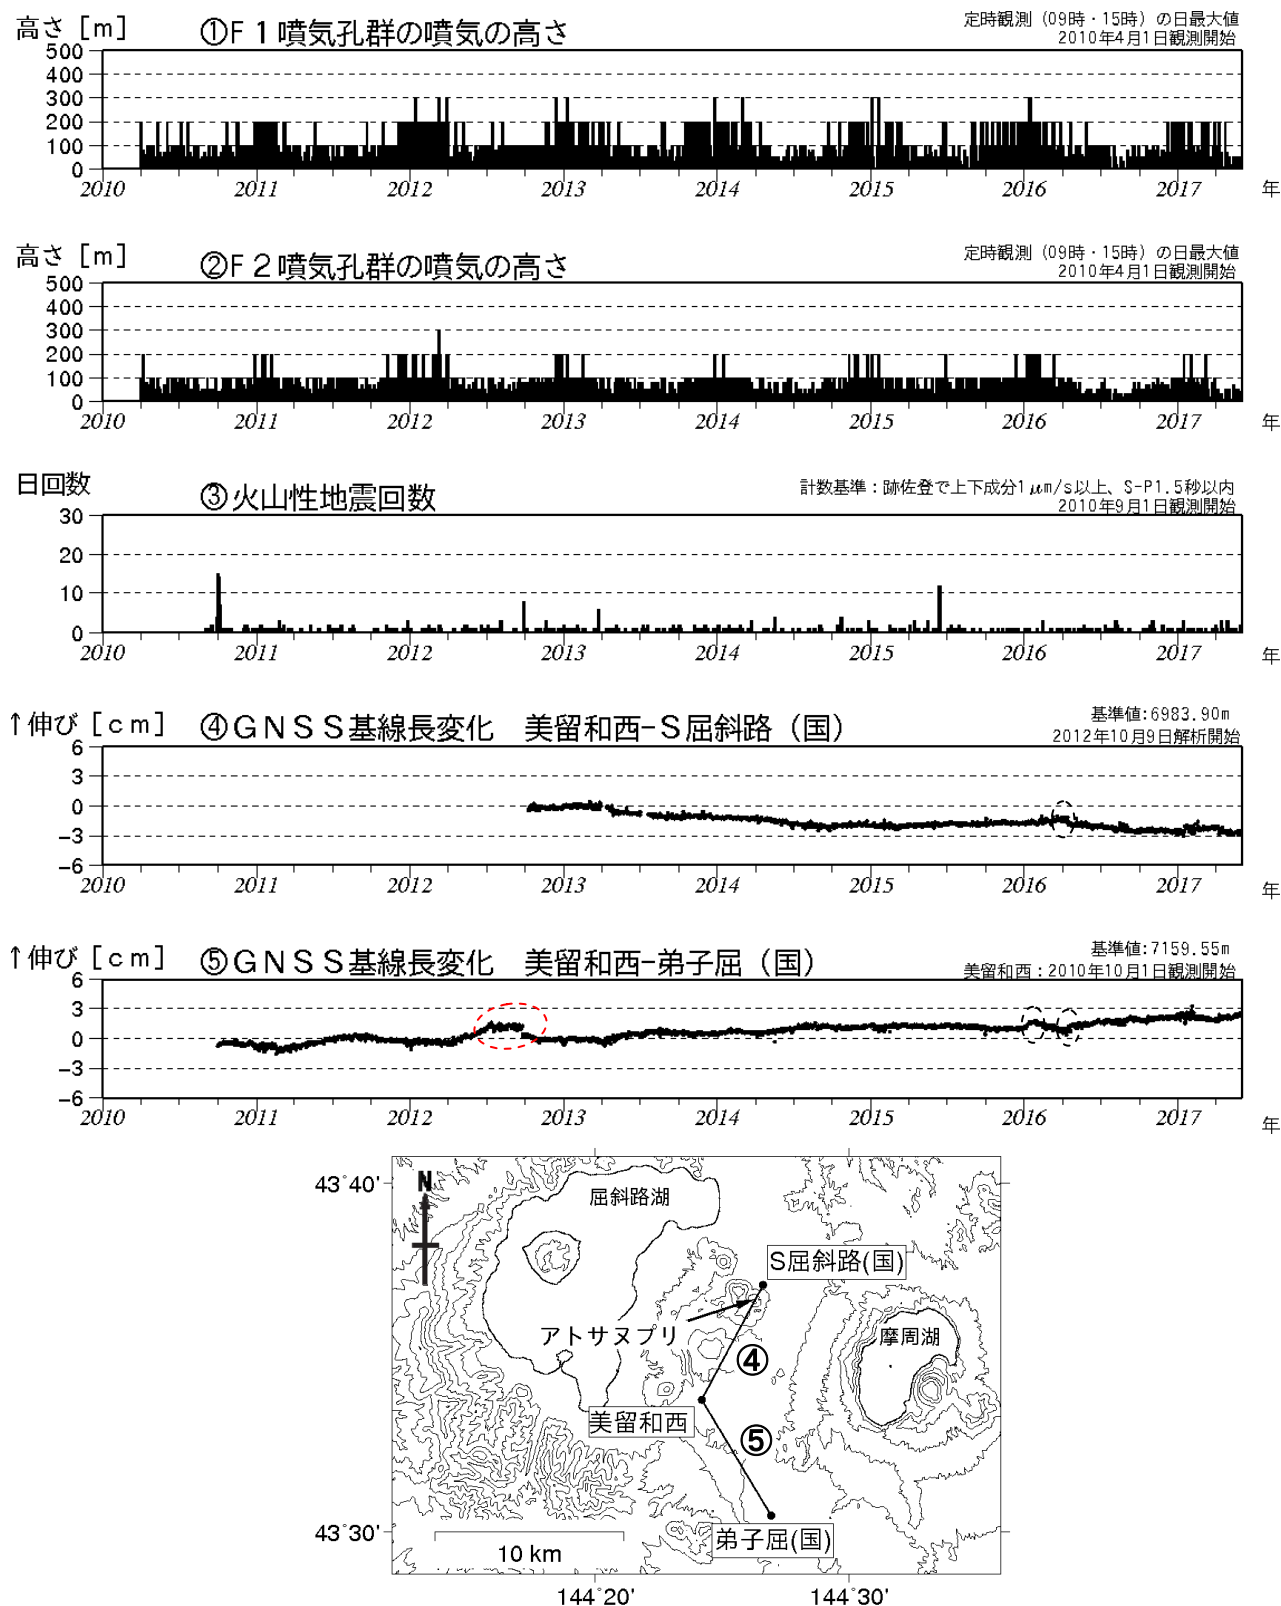 高さ［m］
①F１噴気孔群の噴気の高さ
定時観測（09時・15時）の日最大値
2010年4月1日観測開始
500
400
300
200
100
0
2010 2011 2012 2013 2014 2015 2016 2017 年
高さ［m］
②F２噴気孔群の噴気の高さ
定時観測（09時・15時）の日最大値
2010年4月1日観測開始
500
400
300
200
100
0
2010 2011 2012 2013 2014 2015 2016 2017 年
日回数
③火山性地震回数
計数基準：跡佐登で上下成分1μm/s以上、S-P1.5秒以内
2010年9月1日観測開始
30
20
10
0
2010 2011 2012 2013 2014 2015 2016 2017 年
↑伸び［cm］
④GNSS基線長変化　美留和西-S屈斜路（国）
基準値:6983.90m
2012年10月9日解析開始
6
3
0
-3
-6
2010 2011 2012 2013 2014 2015 2016 2017 年
↑伸び［cm］
⑤GNSS基線長変化　美留和西-弟子屈（国）
基準値:7159.55m
美留和西：2010年10月1日観測開始
6
3
0
-3
-6
2010 2011 2012 2013 2014 2015 2016 2017 年
43˚40'
N
屈斜路湖
S屈斜路(国)
アトサヌプリ
摩周湖
④
美留和西
⑤
43˚30'
弟子屈(国)
10 km
144˚20' 144˚30'